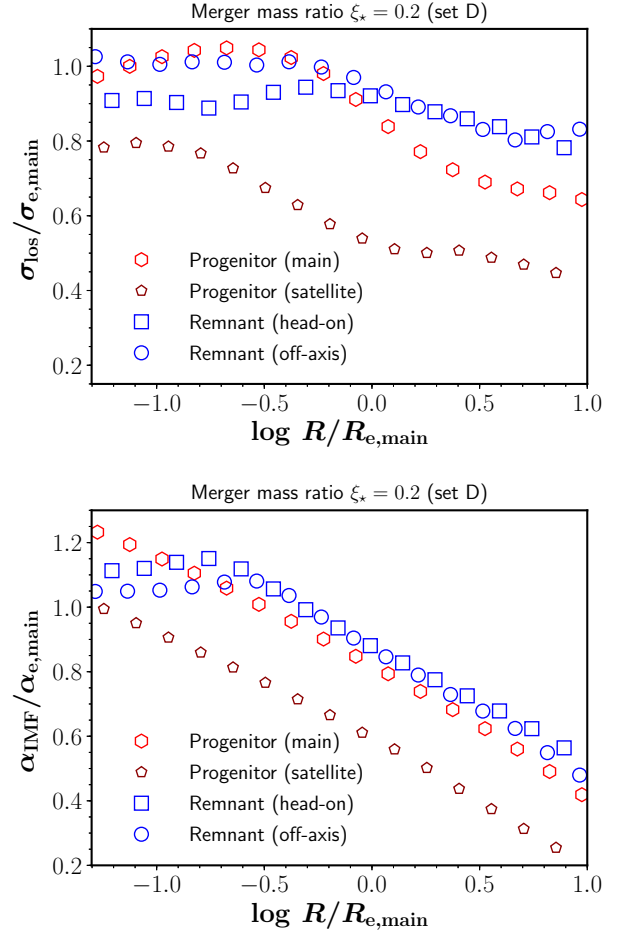 Merger mass ratio ξ⋆ = 0.2 (set D)
1.0
0.8
0.6
0.4
0.2
σlos/σe,main
Progenitor (main)
Progenitor (satellite)
Remnant (head-on)
Remnant (off-axis)
−1.0 −0.5 0.0 0.5 1.0
log R/Re,main
Merger mass ratio ξ⋆ = 0.2 (set D)
1.2
1.0
0.8
0.6
0.4
0.2
αIMF/αe,main
Progenitor (main)
Progenitor (satellite)
Remnant (head-on)
Remnant (off-axis)
−1.0 −0.5 0.0 0.5 1.0
log R/Re,main